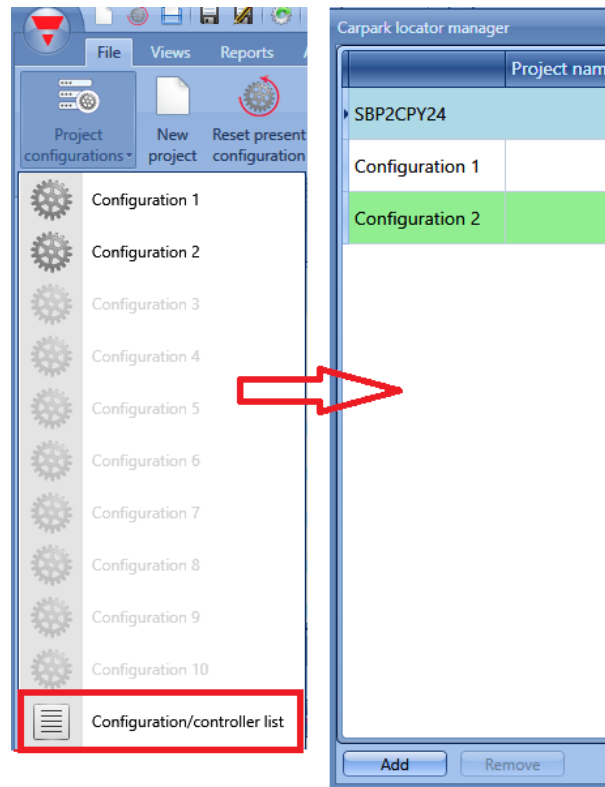 File Views Reports
Project
configurations
New
project
Reset present
configuration
Configuration 1
Configuration 2
Configuration 3
Configuration 4
Configuration 5
Configuration 6
Configuration 7
Configuration 8
Configuration 9
Configuration 10
Configuration/controller list
Carpark locator manager
Project nam
SBP2CPY24
Configuration 1
Configuration 2
Add Remove